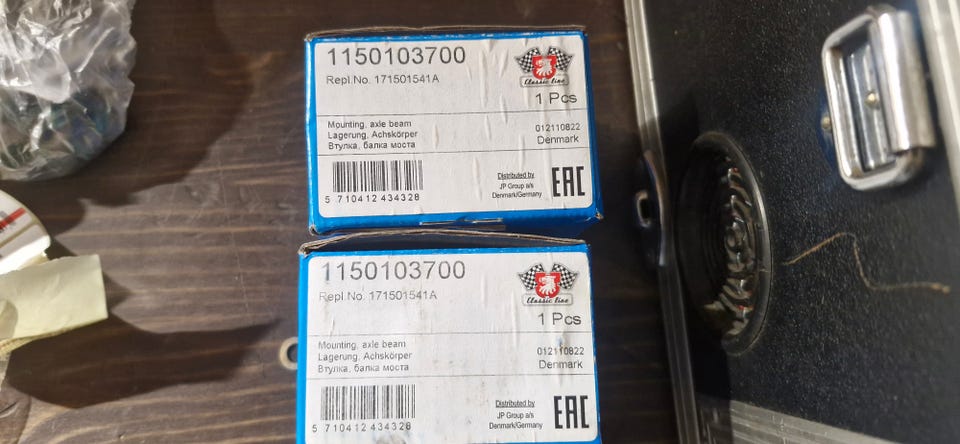 1150103700
Repl.No. 171501541A
Classic line
1 Pcs
Mounting, axle beam
Lagerung, Achskörper
Втулка, балка моста
012110822
Denmark
Distributed by
JP Group a/s
Denmark/Germany
EAC
5 710412 434328
1150103700
Repl.No. 171501541A
Classic line
1 Pcs
Mounting, axle beam
Lagerung, Achskörper
Втулка, балка моста
012110822
Denmark
Distributed by
JP Group a/s
Denmark/Germany
EAC
5 710412 434328